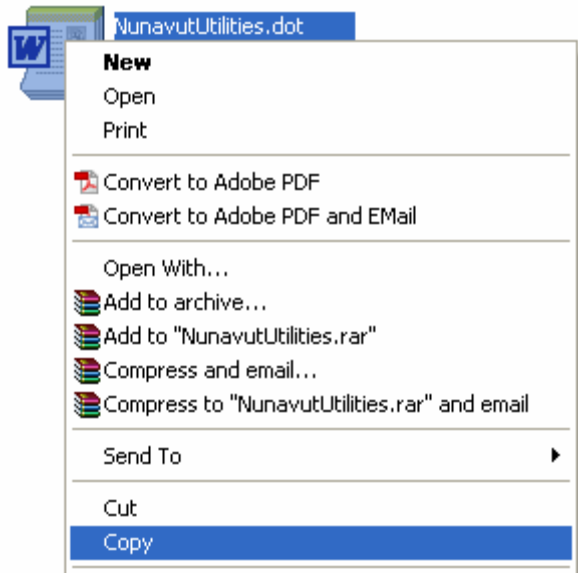 NunavutUtilities.dot
W
New
Open
Print
Convert to Adobe PDF
Convert to Adobe PDF and EMail
Open With...
Add to archive...
Add to "NunavutUtilities.rar"
Compress and email...
Compress to "NunavutUtilities.rar" and email
Send To
Cut
Copy